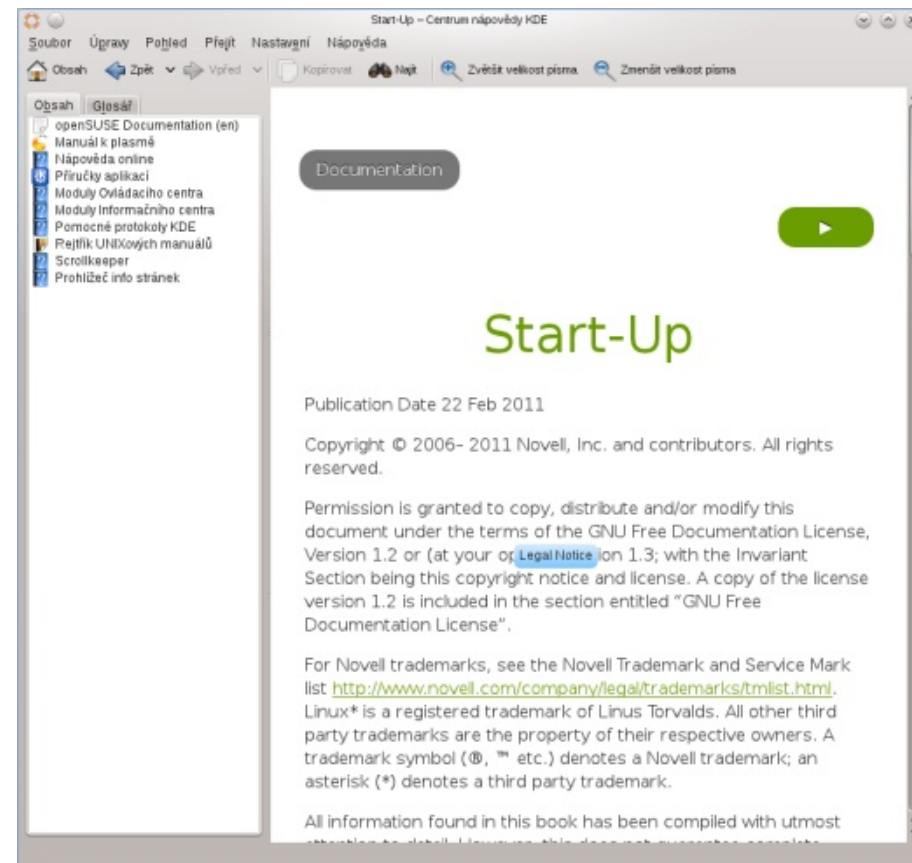 Start-Up – Centrum nápovědy KDE
Soubor Úpravy Pohled Přejít Nastavení Nápověda
Obsah Zpět Vpřed Kopírovat Najít Zvětšit velikost písma Zmenšit velikost písma
Obsah Glosář
openSUSE Documentation (en)
Manuál k plasmě
Nápověda online
Příručky aplikací
Moduly Ovládacího centra
Moduly Informačního centra
Pomocné protokoly KDE
Rejtřík UNIXových manuálů
Scrollkeeper
Prohlížeč info stránek
Documentation
Start-Up
Publication Date 22 Feb 2011
Copyright © 2006– 2011 Novell, Inc. and contributors. All rights
reserved.
Permission is granted to copy, distribute and/or modify this
document under the terms of the GNU Free Documentation License,
Version 1.2 or (at your op Legal Notice ion 1.3; with the Invariant
Section being this copyright notice and license. A copy of the license
version 1.2 is included in the section entitled “GNU Free
Documentation License”.
For Novell trademarks, see the Novell Trademark and Service Mark
list http://www.novell.com/company/legal/trademarks/tmlist.html.
Linux* is a registered trademark of Linus Torvalds. All other third
party trademarks are the property of their respective owners. A
trademark symbol (®, ™ etc.) denotes a Novell trademark; an
asterisk (*) denotes a third party trademark.
All information found in this book has been compiled with utmost